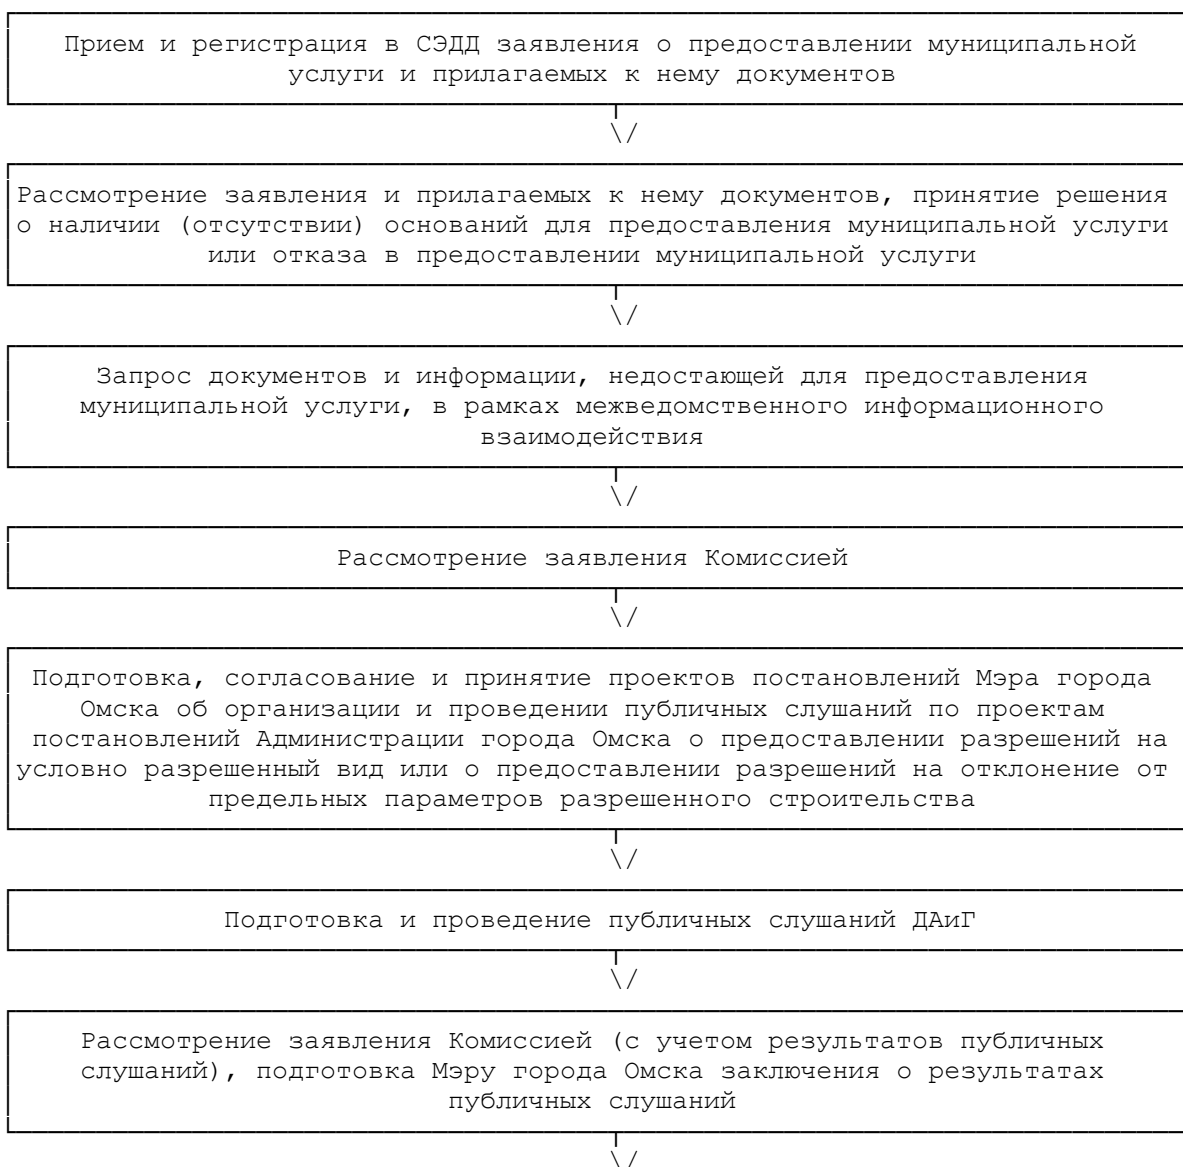 Прием и регистрация в СЭДД заявления о предоставлении муниципальной
услуги и прилагаемых к нему документов
\/
Рассмотрение заявления и прилагаемых к нему документов, принятие решения
о наличии (отсутствии) оснований для предоставления муниципальной услуги
или отказа в предоставлении муниципальной услуги
\/
Запрос документов и информации, недостающей для предоставления
муниципальной услуги, в рамках межведомственного информационного
взаимодействия
\/
Рассмотрение заявления Комиссией
\/
Подготовка, согласование и принятие проектов постановлений Мэра города
Омска об организации и проведении публичных слушаний по проектам
постановлений Администрации города Омска о предоставлении разрешений на
условно разрешенный вид или о предоставлении разрешений на отклонение от
предельных параметров разрешенного строительства
\/
Подготовка и проведение публичных слушаний ДАиГ
\/
Рассмотрение заявления Комиссией (с учетом результатов публичных
слушаний), подготовка Мэру города Омска заключения о результатах
публичных слушаний
\/